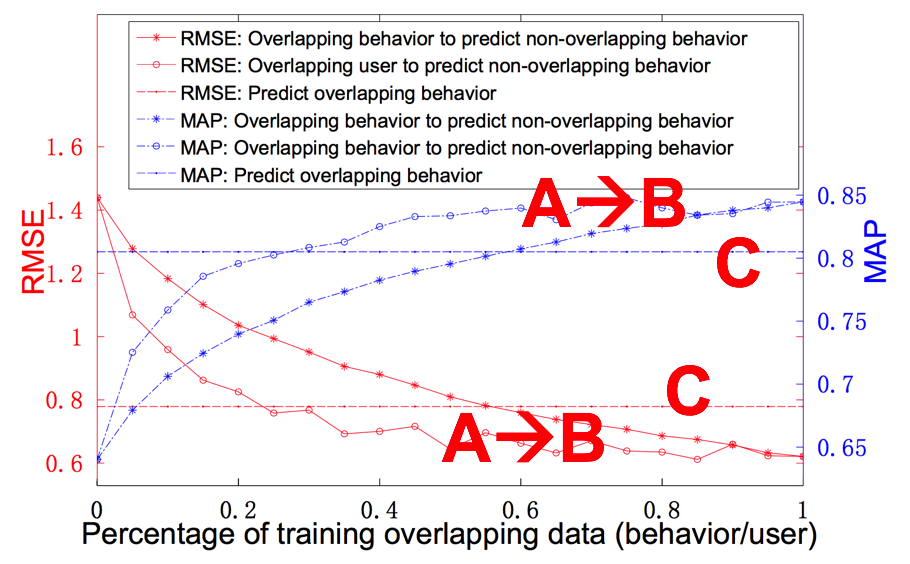 RMSE: Overlapping behavior to predict non-overlapping behavior
RMSE: Overlapping user to predict non-overlapping behavior
RMSE: Predict overlapping behavior
MAP: Overlapping behavior to predict non-overlapping behavior
MAP: Overlapping behavior to predict non-overlapping behavior
MAP: Predict overlapping behavior
1.6
1.4
1.2
1
0.8
0.6
RMSE
A→B
C
C
A→B
0.85
0.8
0.75
0.7
0.65
MAP
0 0.2 0.4 0.6 0.8 1
Percentage of training overlapping data (behavior/user)